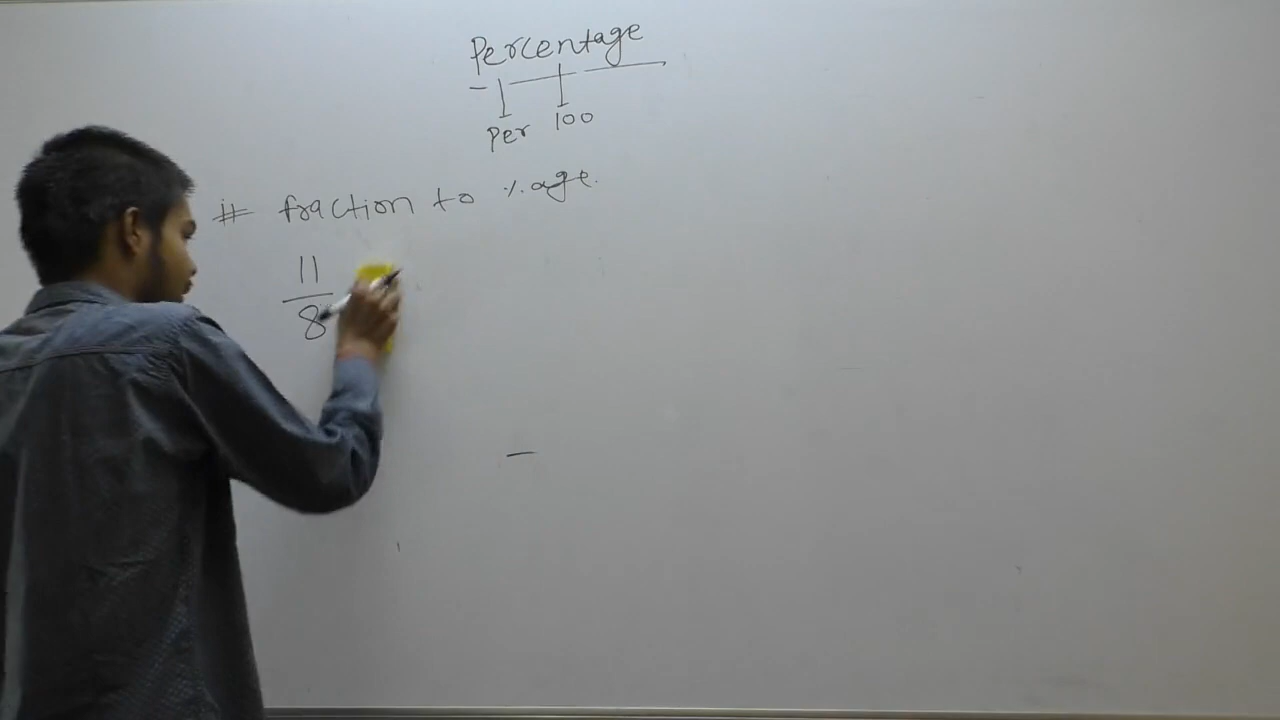 Percentage
Per 100
# fraction to %age.
11
8